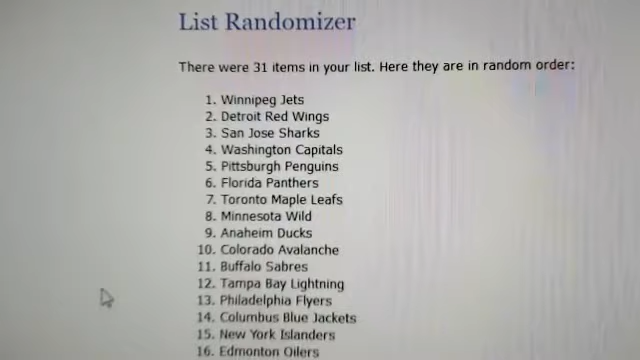 List Randomizer
There were 31 items in your list. Here they are in random order:
1. Winnipeg Jets
2. Detroit Red Wings
3. San Jose Sharks
4. Washington Capitals
5. Pittsburgh Penguins
6. Florida Panthers
7. Toronto Maple Leafs
8. Minnesota Wild
9. Anaheim Ducks
10. Colorado Avalanche
11. Buffalo Sabres
12. Tampa Bay Lightning
13. Philadelphia Flyers
14. Columbus Blue Jackets
15. New York Islanders
16. Edmonton Oilers